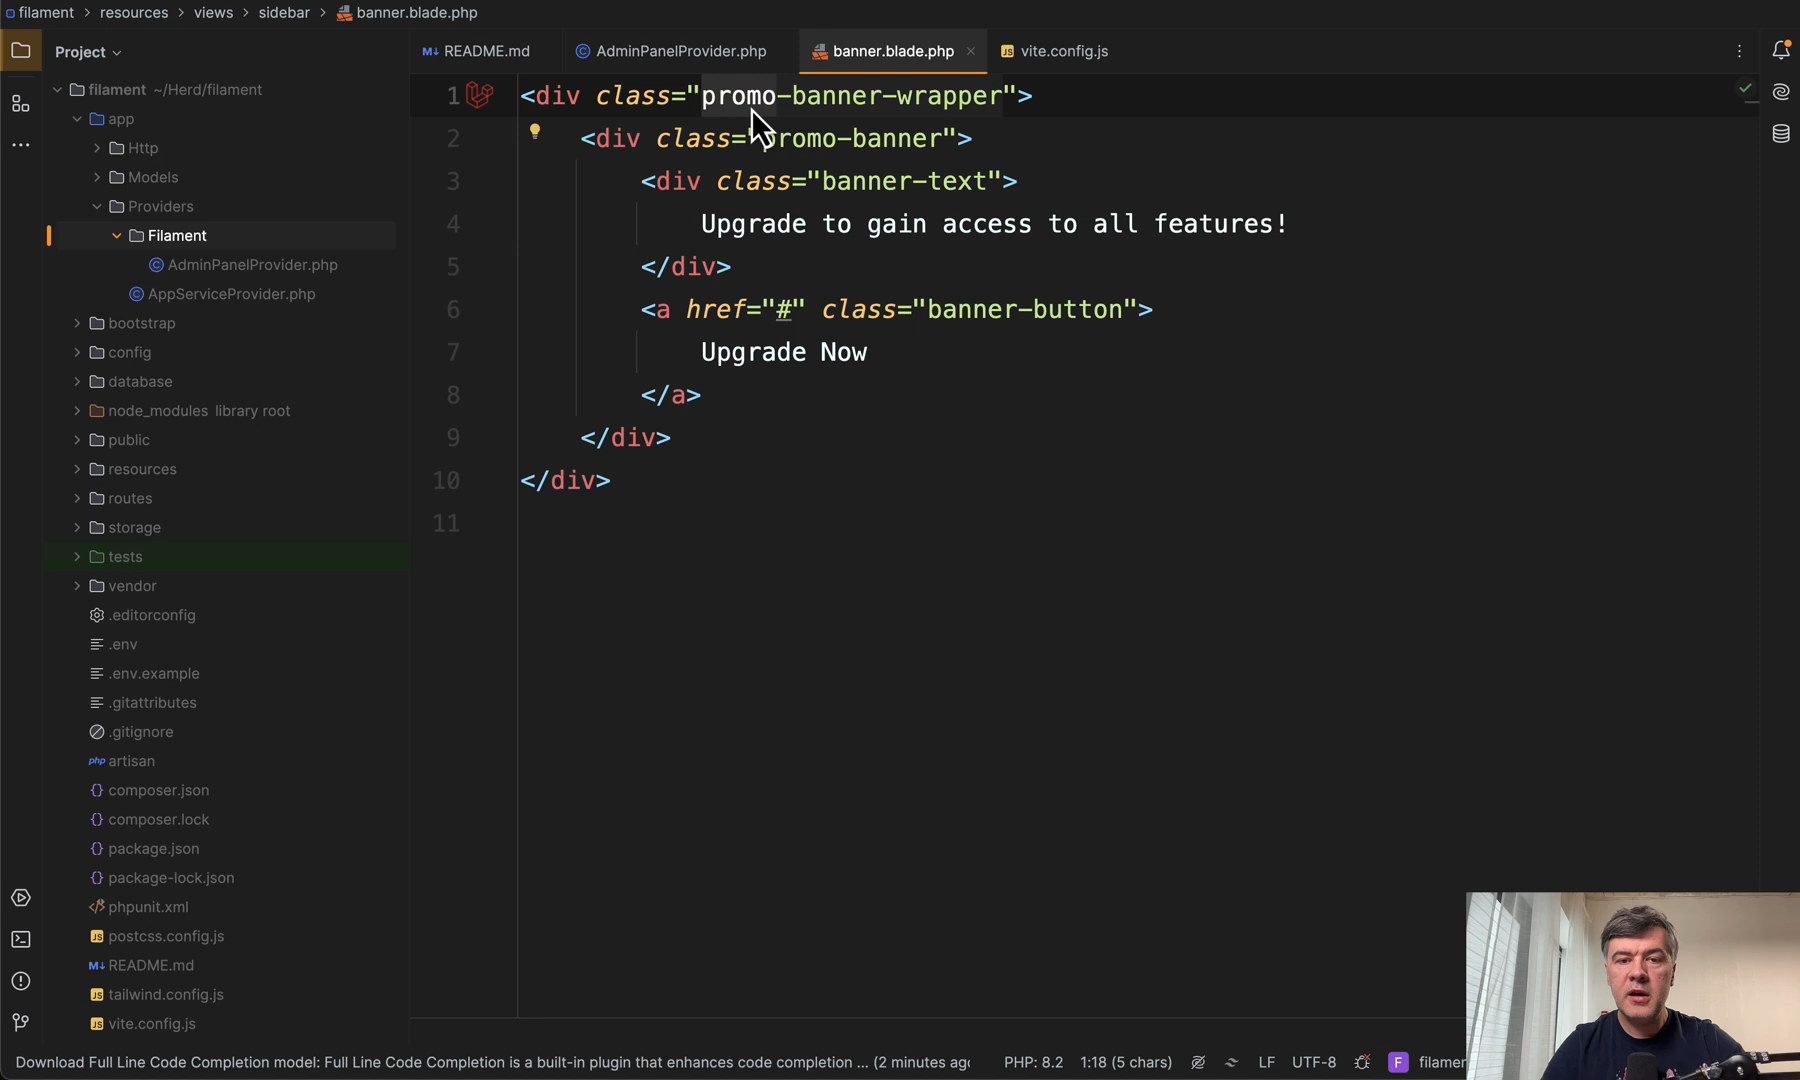 filament > resources > views > sidebar > banner.blade.php
Project
README.md
AdminPanelProvider.php
banner.blade.php
JS vite.config.js
filament ~/Herd/filament
app
Http
Models
Providers
Filament
AdminPanelProvider.php
AppServiceProvider.php
bootstrap
config
database
node_modules library root
public
resources
routes
storage
tests
vendor
.editorconfig
.env
.env.example
.gitattributes
.gitignore
php artisan
{} composer.json
{} composer.lock
{} package.json
{} package-lock.json
</> phpunit.xml
JS postcss.config.js
M↓ README.md
JS tailwind.config.js
JS vite.config.js
1 <div class="promo-banner-wrapper">
2 <div class="promo-banner">
3 <div class="banner-text">
4 Upgrade to gain access to all features!
5 </div>
6 <a href="#" class="banner-button">
7 Upgrade Now
8 </a>
9 </div>
10 </div>
11
Download Full Line Code Completion model: Full Line Code Completion is a built-in plugin that enhances code completion ... (2 minutes ago
PHP: 8.2 1:18 (5 chars) LF UTF-8 F filamen